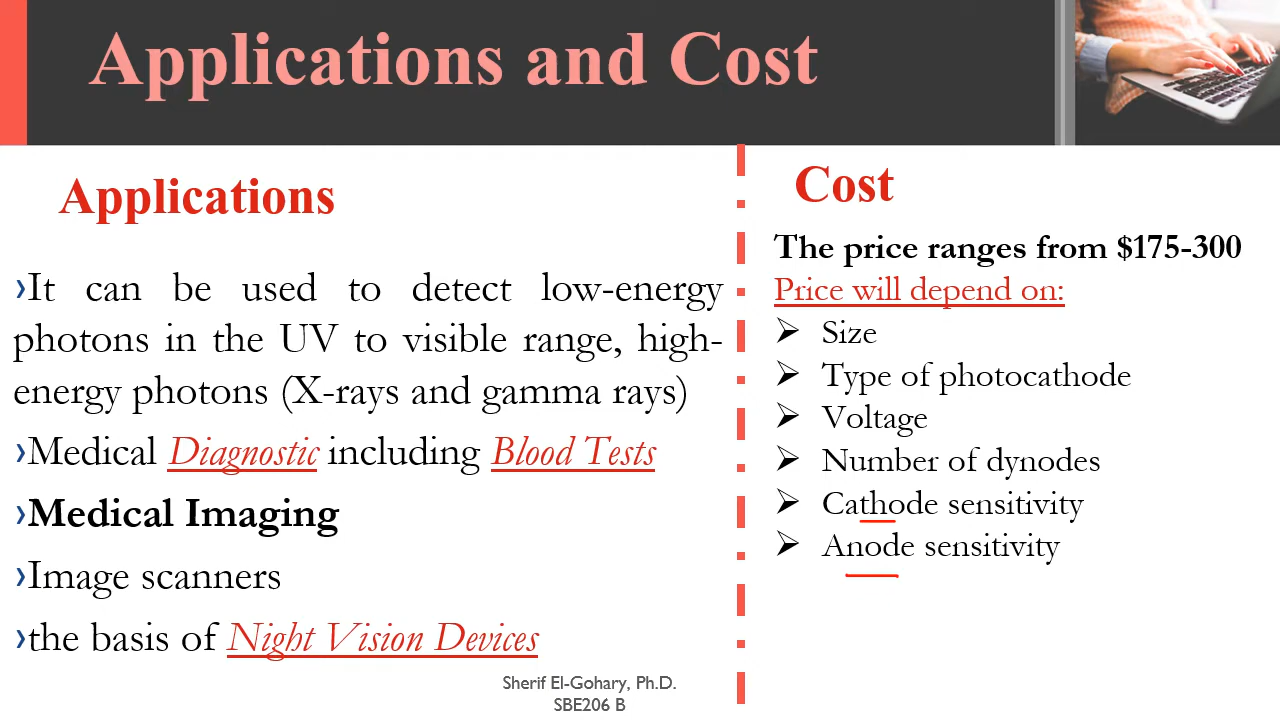 Applications and Cost
Applications
›It can be used to detect low-energy
photons in the UV to visible range, high-
energy photons (X-rays and gamma rays)
›Medical Diagnostic including Blood Tests
›Medical Imaging
›Image scanners
›the basis of Night Vision Devices
Cost
The price ranges from $175-300
Price will depend on:
➢ Size
➢ Type of photocathode
➢ Voltage
➢ Number of dynodes
➢ Cathode sensitivity
➢ Anode sensitivity
Sherif El-Gohary, Ph.D.
SBE206 B